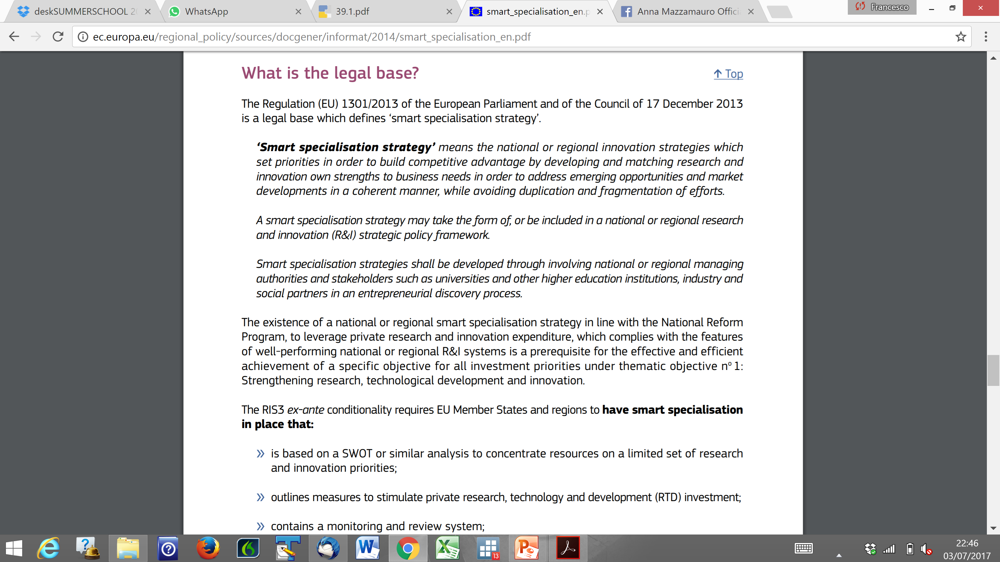 deskSUMMERSCHOOL 20
WhatsApp
39.1.pdf
smart_specialisation_en.p
Anna Mazzamauro Offici
Francesco
ec.europa.eu/regional_policy/sources/docgener/informat/2014/smart_specialisation_en.pdf
What is the legal base?
↑ Top
The Regulation (EU) 1301/2013 of the European Parliament and of the Council of 17 December 2013
is a legal base which defines ‘smart specialisation strategy’.
‘Smart specialisation strategy’ means the national or regional innovation strategies which
set priorities in order to build competitive advantage by developing and matching research and
innovation own strengths to business needs in order to address emerging opportunities and market
developments in a coherent manner, while avoiding duplication and fragmentation of efforts.
A smart specialisation strategy may take the form of, or be included in a national or regional research
and innovation (R&I) strategic policy framework.
Smart specialisation strategies shall be developed through involving national or regional managing
authorities and stakeholders such as universities and other higher education institutions, industry and
social partners in an entrepreneurial discovery process.
The existence of a national or regional smart specialisation strategy in line with the National Reform
Program, to leverage private research and innovation expenditure, which complies with the features
of well-performing national or regional R&I systems is a prerequisite for the effective and efficient
achievement of a specific objective for all investment priorities under thematic objective nº 1:
Strengthening research, technological development and innovation.
The RIS3 ex-ante conditionality requires EU Member States and regions to have smart specialisation
in place that:
» is based on a SWOT or similar analysis to concentrate resources on a limited set of research
and innovation priorities;
» outlines measures to stimulate private research, technology and development (RTD) investment;
» contains a monitoring and review system;
13
22:46
03/07/2017